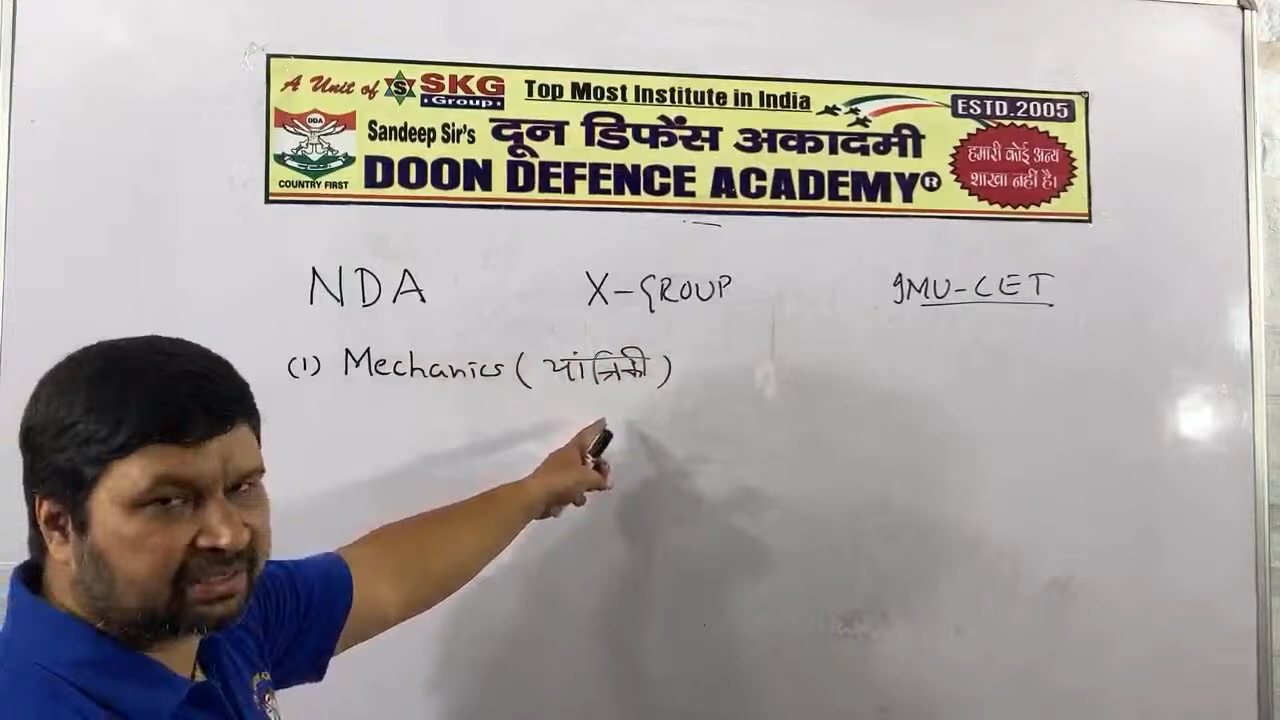 A Unit of S SKG Group Top Most Institute in India ESTD.2005
DDA COUNTRY FIRST
Sandeep Sir's दून डिफेंस अकादमी
DOON DEFENCE ACADEMY®
हमारी कोई अन्य
शाखा नहीं है।
NDA X-GROUP IMU-CET
(1) Mechanics (यांत्रिकी)